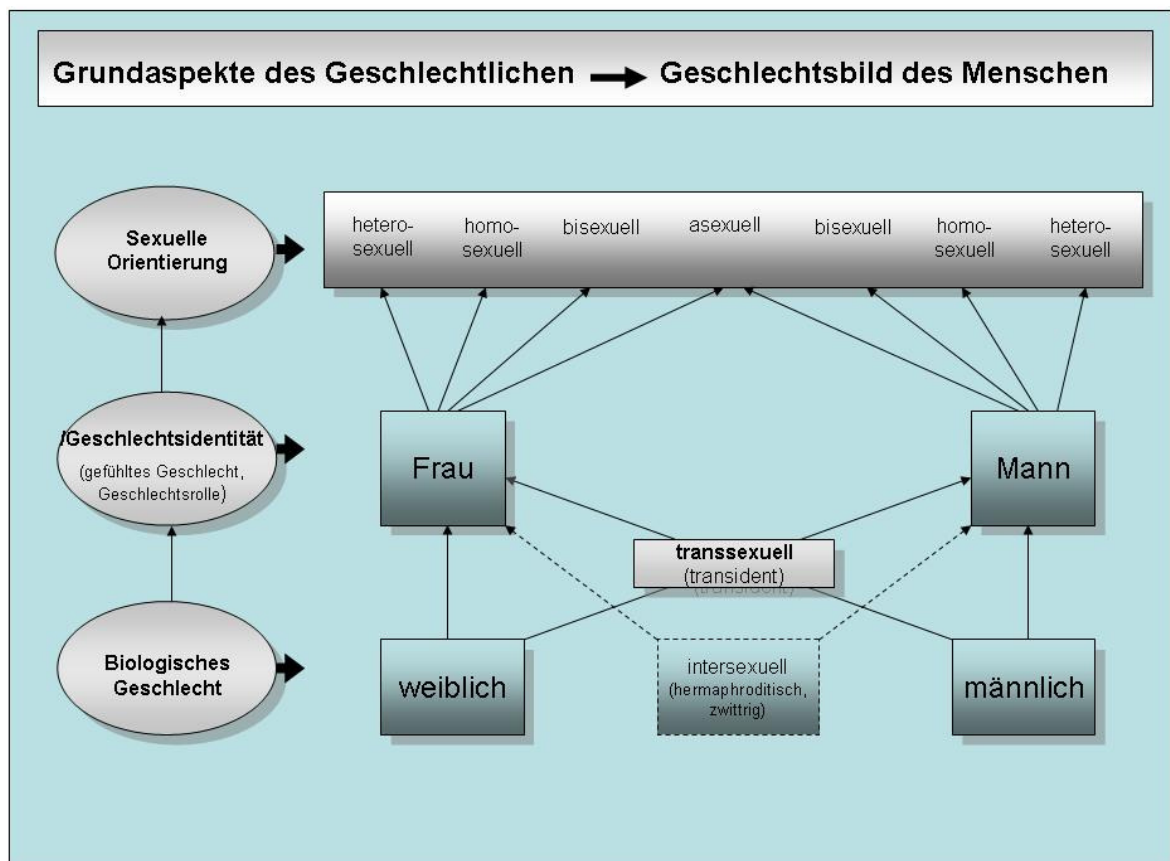 Grundaspekte des Geschlechtlichen → Geschlechtsbild des Menschen
Sexuelle
Orientierung
hetero-
sexuell
homo-
sexuell
bisexuell
asexuell
bisexuell
homo-
sexuell
hetero-
sexuell
/Geschlechtsidentität
(gefühltes Geschlecht,
Geschlechtsrolle)
Frau
Mann
transsexuell
(transident)
Biologisches
Geschlecht
weiblich
intersexuell
(hermaphroditisch,
zwittrig)
männlich